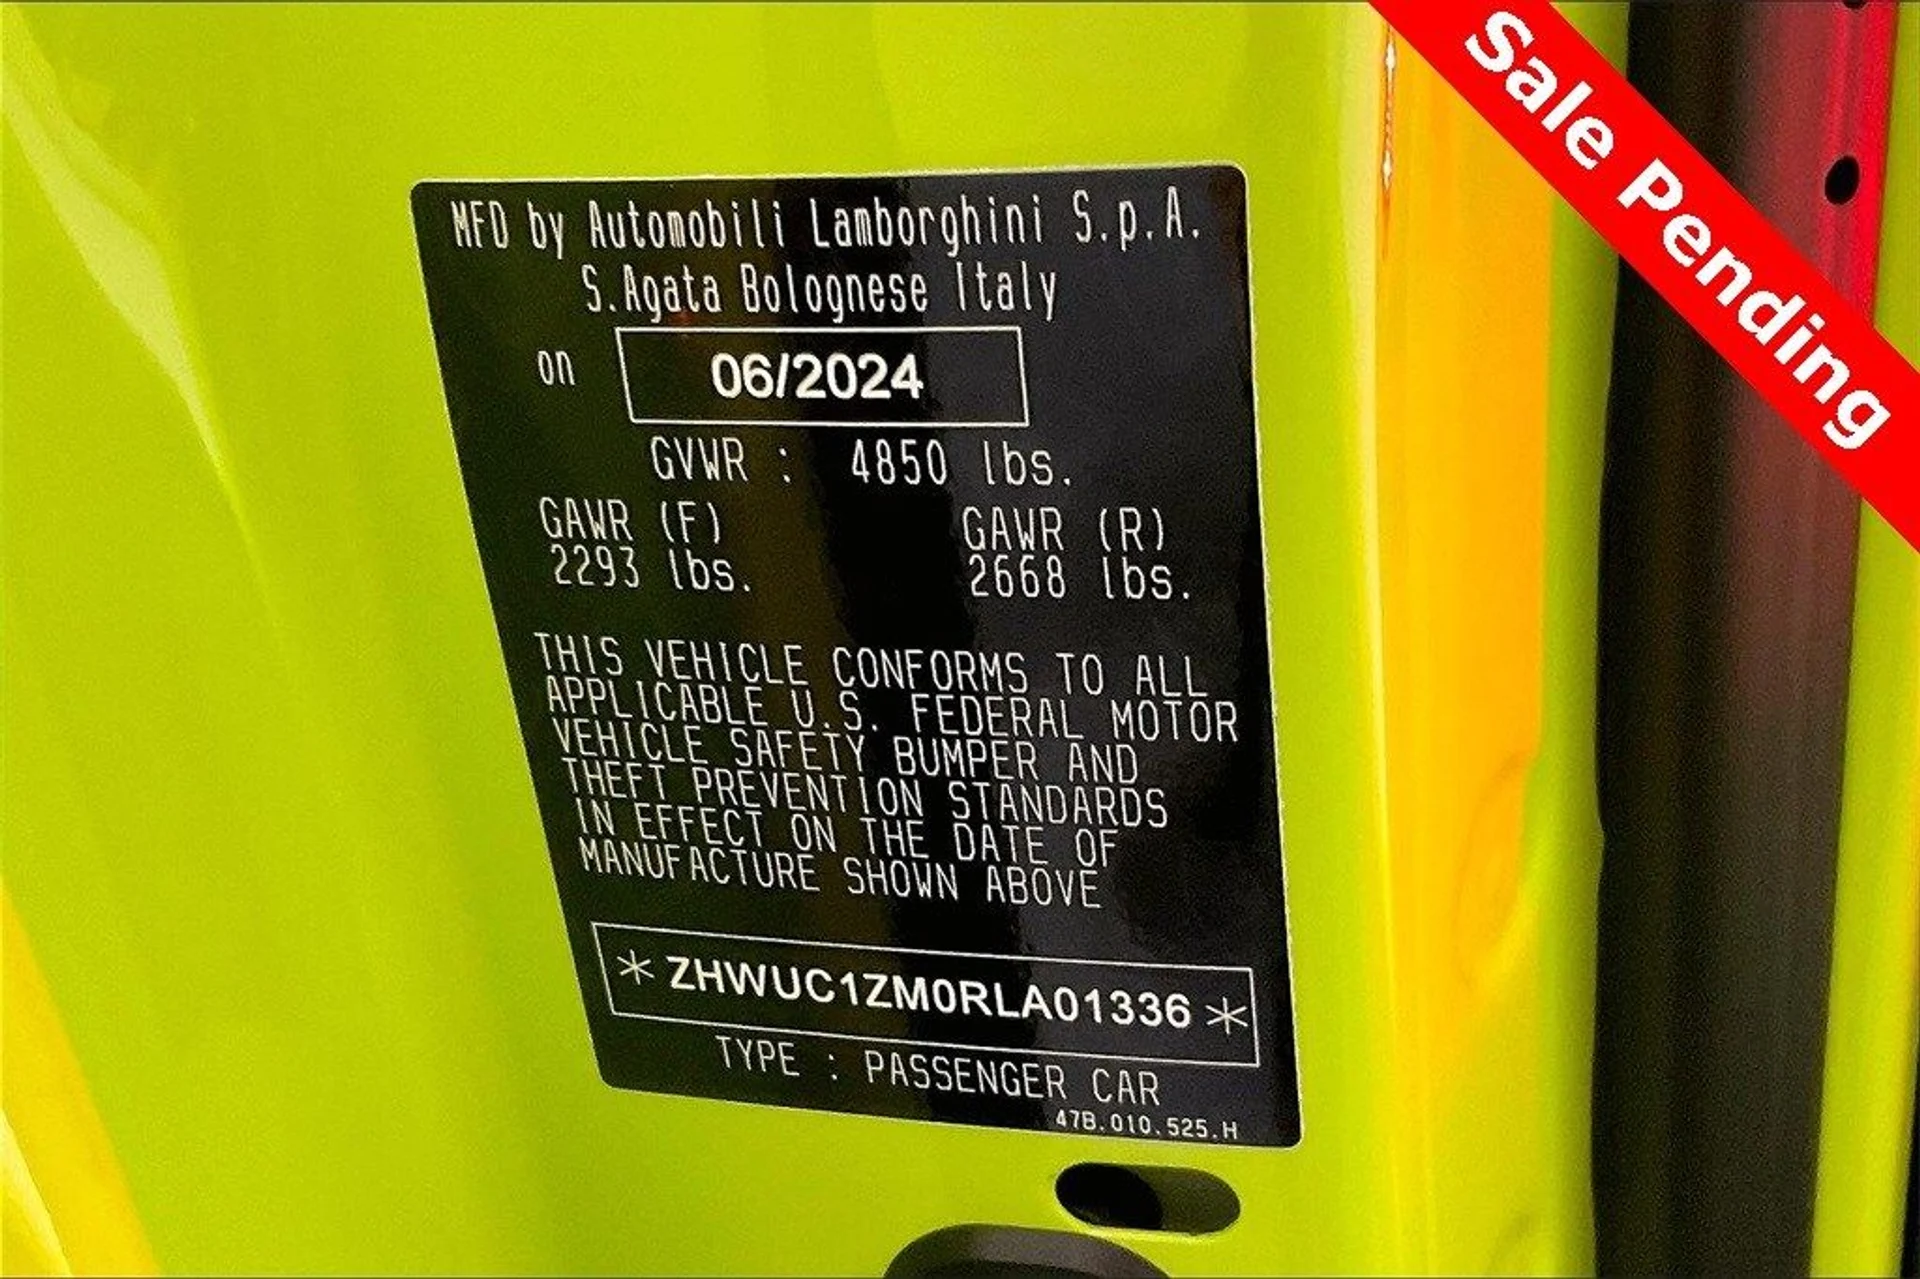 Sale Pending
MFD by Automobili Lamborghini S.p.A.
S.Agata Bolognese Italy
on 06/2024
GVWR : 4850 lbs.
GAWR (F) GAWR (R)
2293 lbs. 2668 lbs.
THIS VEHICLE CONFORMS TO ALL
APPLICABLE U.S. FEDERAL MOTOR
VEHICLE SAFETY BUMPER AND
THEFT PREVENTION STANDARDS
IN EFFECT ON THE DATE OF
MANUFACTURE SHOWN ABOVE
* ZHWUC1ZM0RLA01336 *
TYPE : PASSENGER CAR
47B.010.525.H